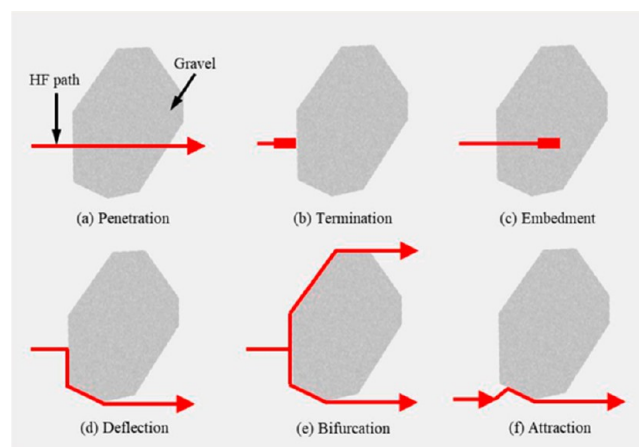 HF path
Gravel
(a) Penetration
(b) Termination
(c) Embedment
(d) Deflection
(e) Bifurcation
(f) Attraction